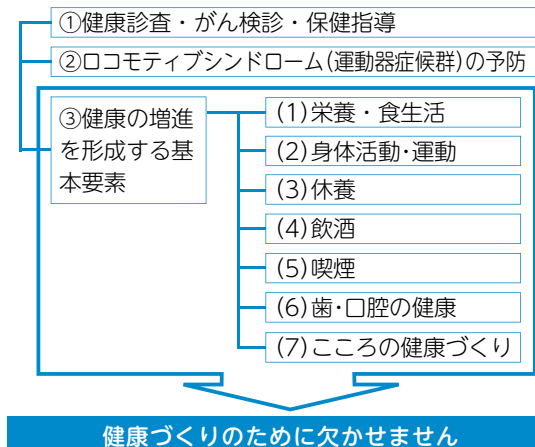 ①健康診査・がん検診・保健指導
②ロコモティブシンドローム(運動器症候群)の予防
③健康の増進
を形成する基
本要素
(1)栄養・食生活
(2)身体活動･運動
(3)休養
(4)飲酒
(5)喫煙
(6)歯･口腔の健康
(7)こころの健康づくり
健康づくりのために欠かせません